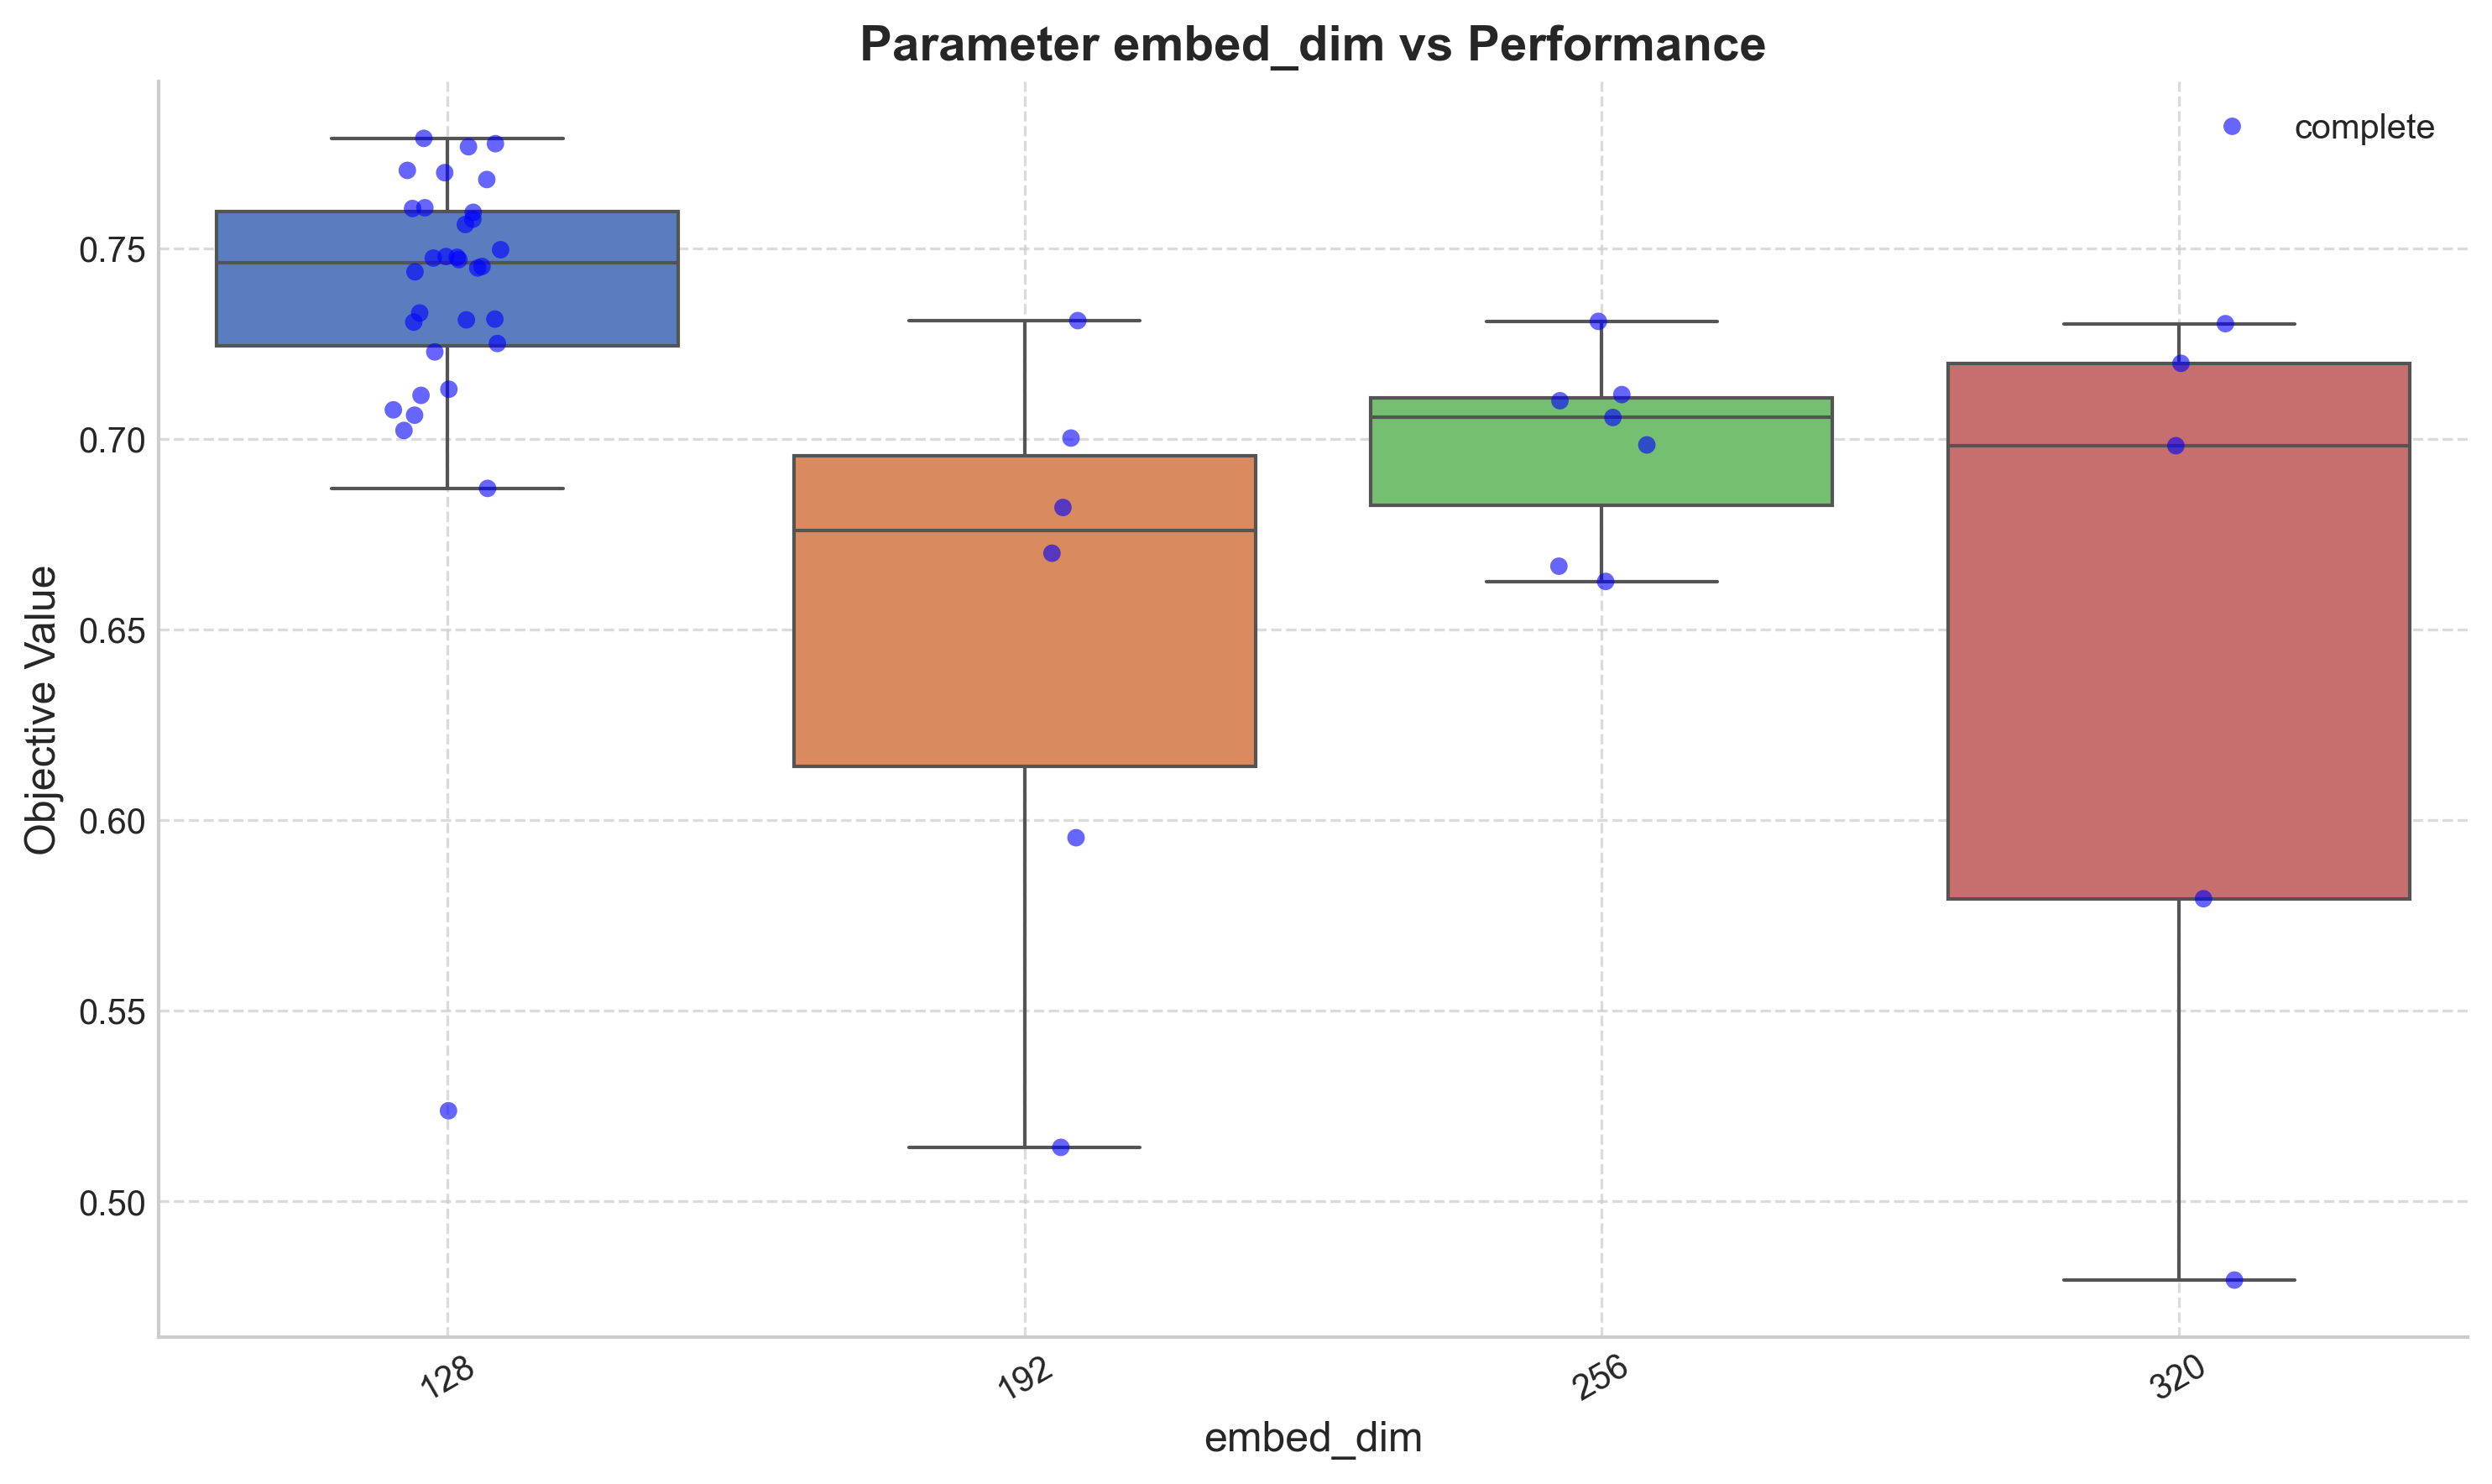 Parameter embed_dim vs Performance
complete
Objective Value
0.75
0.70
0.65
0.60
0.55
0.50
128
192
256
320
embed_dim